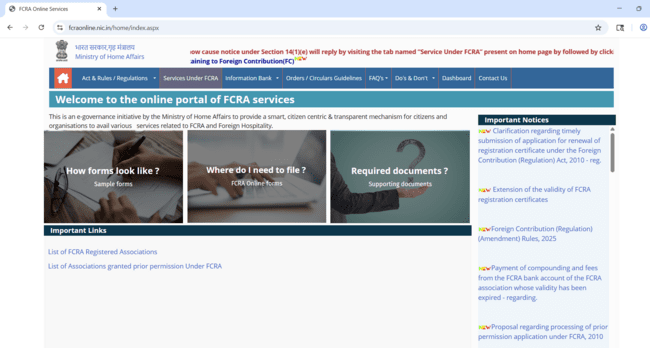 FCRA Online Services
fcraonline.nic.in/home/index.aspx
भारत सरकार,गृह मंत्रालय
Ministry of Home Affairs
ow cause notice under Section 14(1)(e) will reply by visiting the tab named "Service Under FCRA" present on home page by followed by click
aining to Foreign Contribution(FC)
Act & Rules / Regulations
Services Under FCRA
Information Bank
Orders / Circulars Guidelines
FAQ's
Do's & Don't
Dashboard
Contact Us
Welcome to the online portal of FCRA services
This is an e-governance initiative by the Ministry of Home Affairs to provide a smart, citizen centric & transparent mechanism for citizens and
organisations to avail various services related to FCRA and Foreign Hospitality.
How forms look like ?
Sample forms
Where do I need to file ?
FCRA Online forms
Required documents ?
Supporting documents
Important Links
List of FCRA Registered Associations
List of Associations granted prior permission Under FCRA
Important Notices
Clarification regarding timely
submission of application for renewal of
registration certificate under the Foreign
Contribution (Regulation) Act, 2010 - reg.
Extension of the validity of FCRA
registration certificates
Foreign Contribution (Regulation)
(Amendment) Rules, 2025
Payment of compounding and fees
from the FCRA bank account of the FCRA
association whose validity has been
expired - regarding.
Proposal regarding processing of prior
permission application under FCRA, 2010